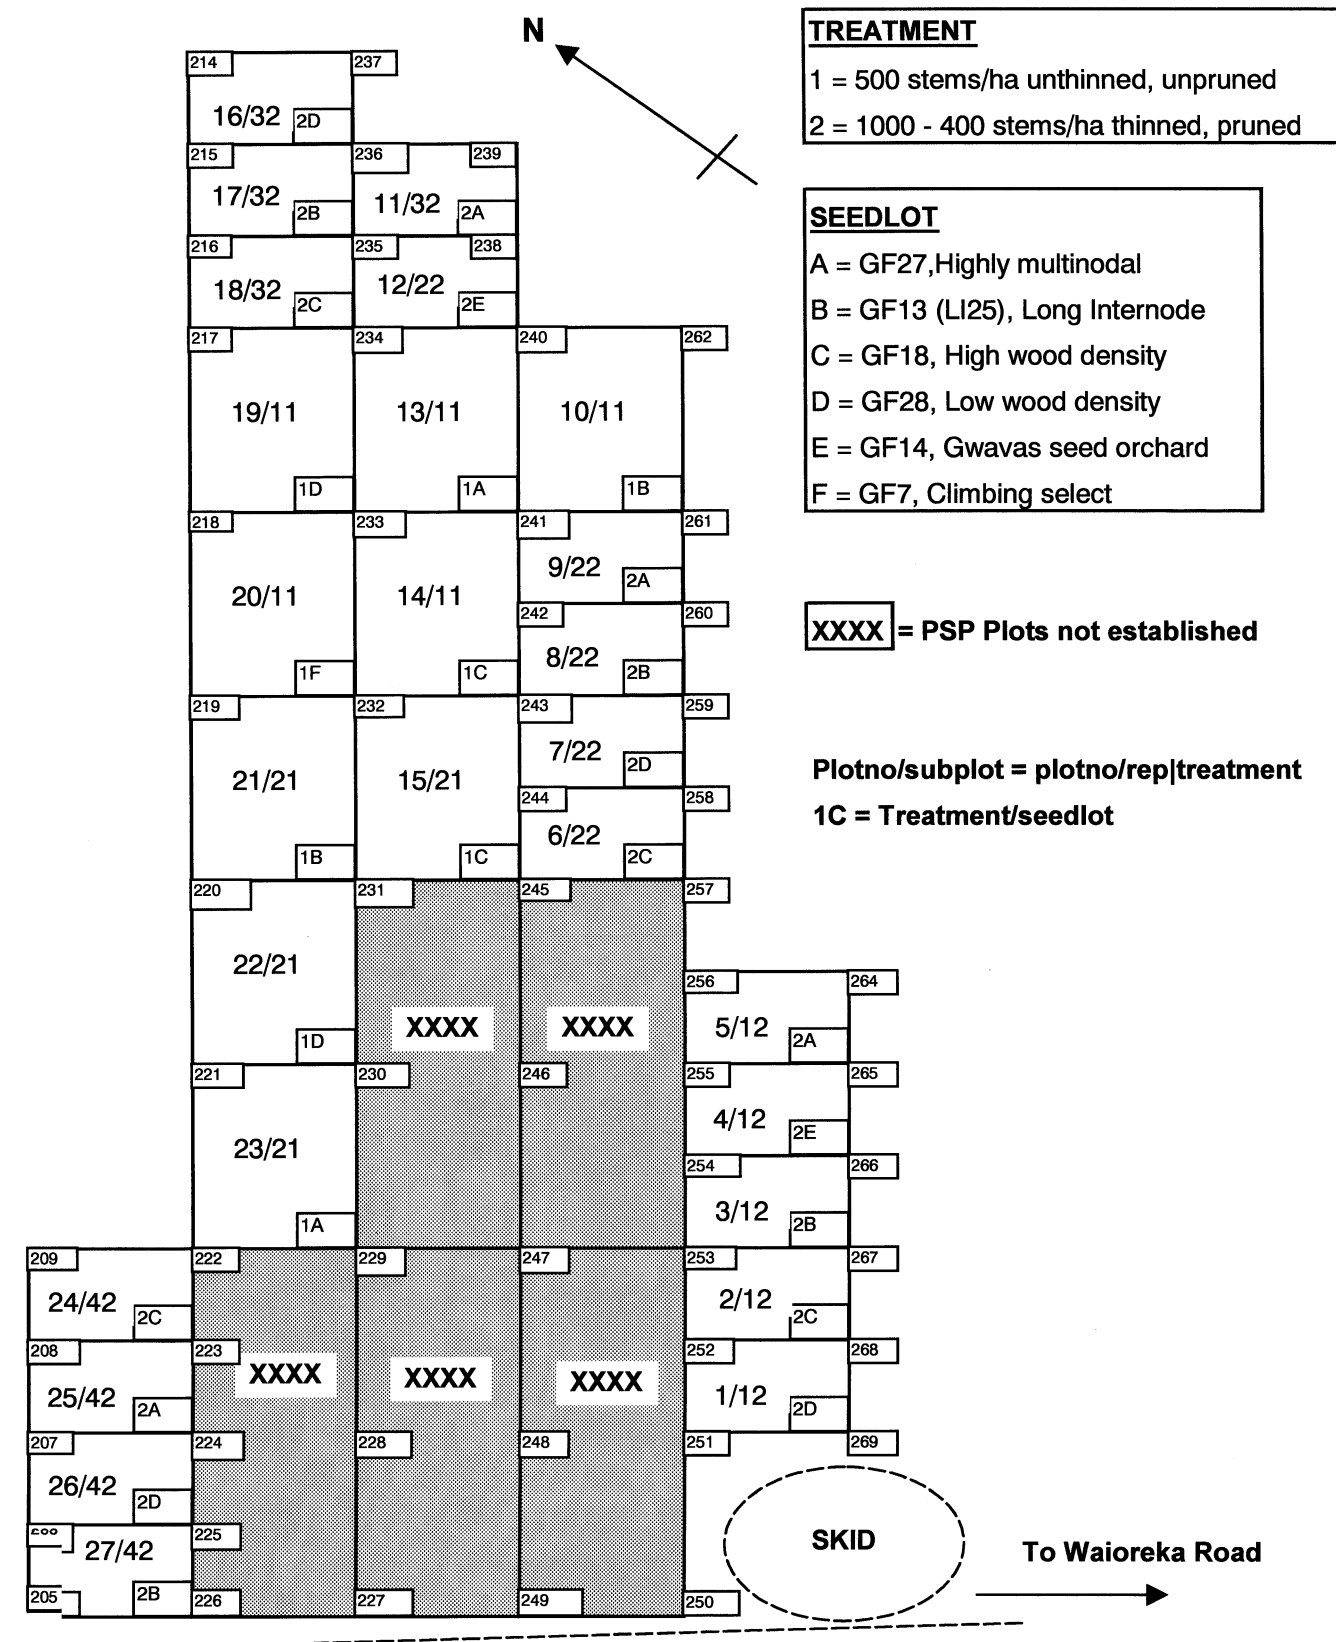 N
TREATMENT
1 = 500 stems/ha unthinned, unpruned
2 = 1000 - 400 stems/ha thinned, pruned
SEEDLOT
A = GF27,Highly multinodal
B = GF13 (LI25), Long Internode
C = GF18, High wood density
D = GF28, Low wood density
E = GF14, Gwavas seed orchard
F = GF7, Climbing select
XXXX = PSP Plots not established
Plotno/subplot = plotno/rep|treatment
1C = Treatment/seedlot
214 237
16/32 2D
215 236 239
17/32 2B 11/32 2A
216 235 238
18/32 2C 12/22 2E
217 234 240 262
19/11 13/11 10/11
1D 1A 1B
218 233 241 261
9/22 2A
20/11 14/11
242 260
8/22 2B
1F 1C
219 232 243 259
7/22 2D
21/21 15/21
244 258
6/22 2C
1B 1C
220 231 245 257
22/21
256 264
XXXX XXXX 5/12 2A
1D
221 230 246 255 265
4/12 2E
23/21
254 266
3/12 2B
1A
209 222 229 247 253 267
24/42 2C 2/12 2C
208 223 252 268
XXXX XXXX XXXX
25/42 2A 1/12 2D
207 224 228 248 251 269
26/42 2D
225
27/42 2B
205 226 227 249 250
SKID
To Waioreka Road